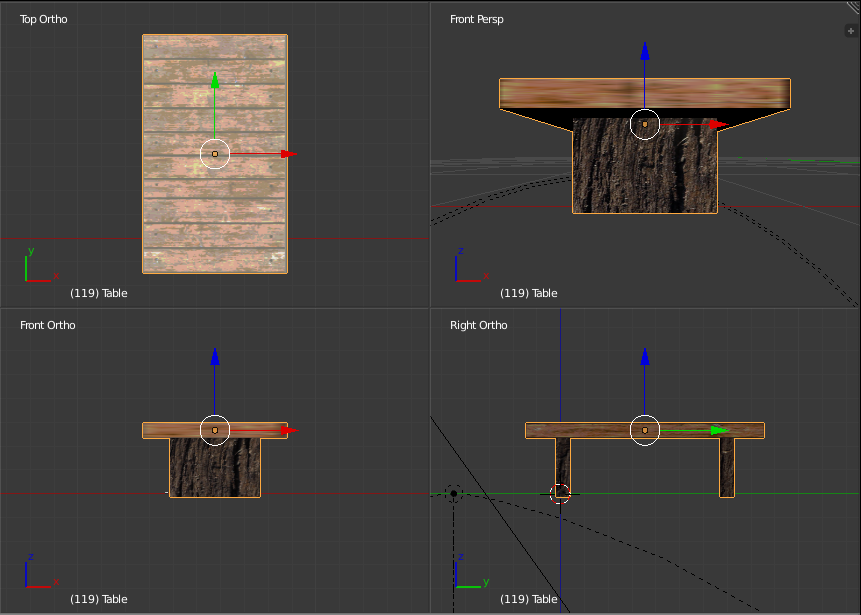 Top Ortho
Front Persp
y
x
(119) Table
z
x
(119) Table
Front Ortho
Right Ortho
z
x
(119) Table
z
y
(119) Table